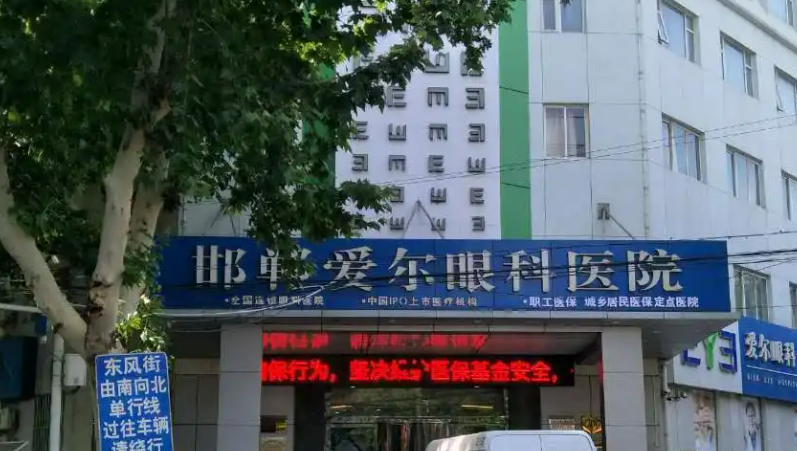 邯郸爱尔眼科医院
·全国连锁眼科医院 ·中国IPO上市医疗机构 ·职工医保 城乡居民医保定点医院
保行为，坚决 医保基金安全，
爱尔眼科
东风街
由南向北
单行线
过往车辆
请绕行